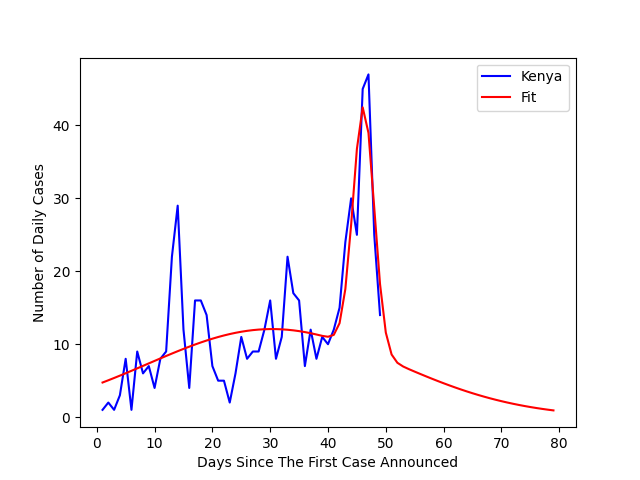 Kenya
Fit
Number of Daily Cases
40
30
20
10
0
0 10 20 30 40 50 60 70 80
Days Since The First Case Announced